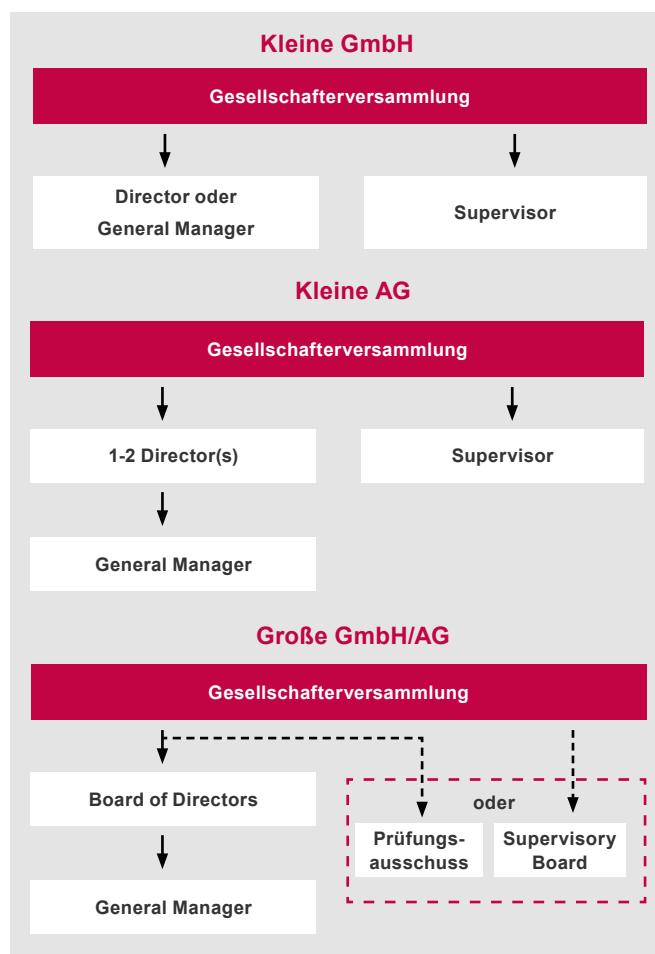 Kleine GmbH
Gesellschafterversammlung
Director oder
General Manager
Supervisor
Kleine AG
Gesellschafterversammlung
1-2 Director(s)
Supervisor
General Manager
Große GmbH/AG
Gesellschafterversammlung
Board of Directors
oder
Prüfungs-
ausschuss
Supervisory
Board
General Manager